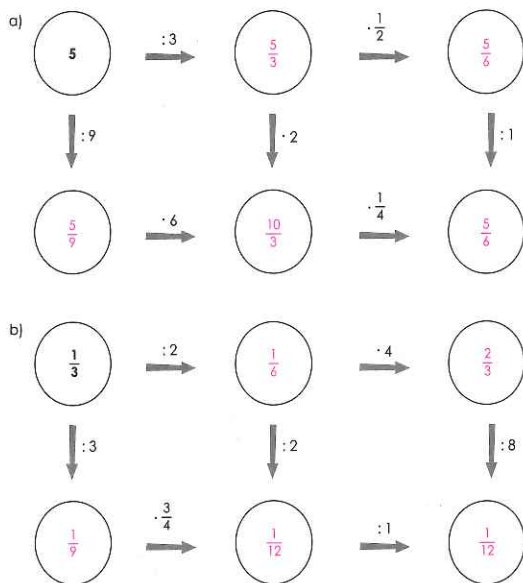 a)
5 :3 5/3 · 1/2 5/6
:9 · 2 :1
5/9 · 6 10/3 · 1/4 5/6
b)
1/3 :2 1/6 · 4 2/3
:3 :2 :8
1/9 · 3/4 1/12 :1 1/12